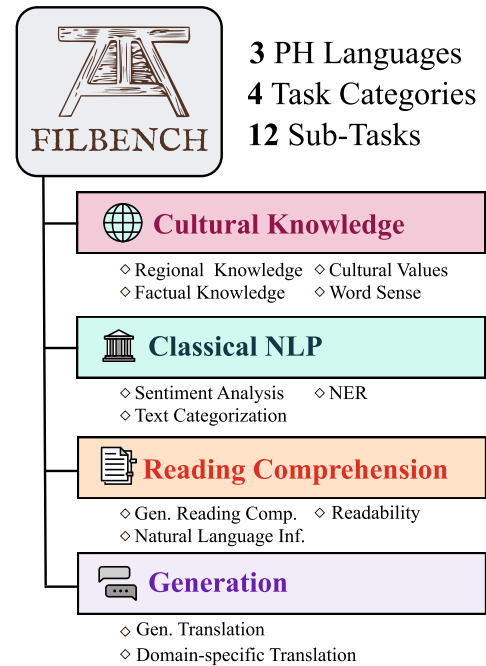 FILBENCH
3 PH Languages
4 Task Categories
12 Sub-Tasks
Cultural Knowledge
Regional Knowledge
Cultural Values
Factual Knowledge
Word Sense
Classical NLP
Sentiment Analysis
NER
Text Categorization
Reading Comprehension
Gen. Reading Comp.
Readability
Natural Language Inf.
Generation
Gen. Translation
Domain-specific Translation